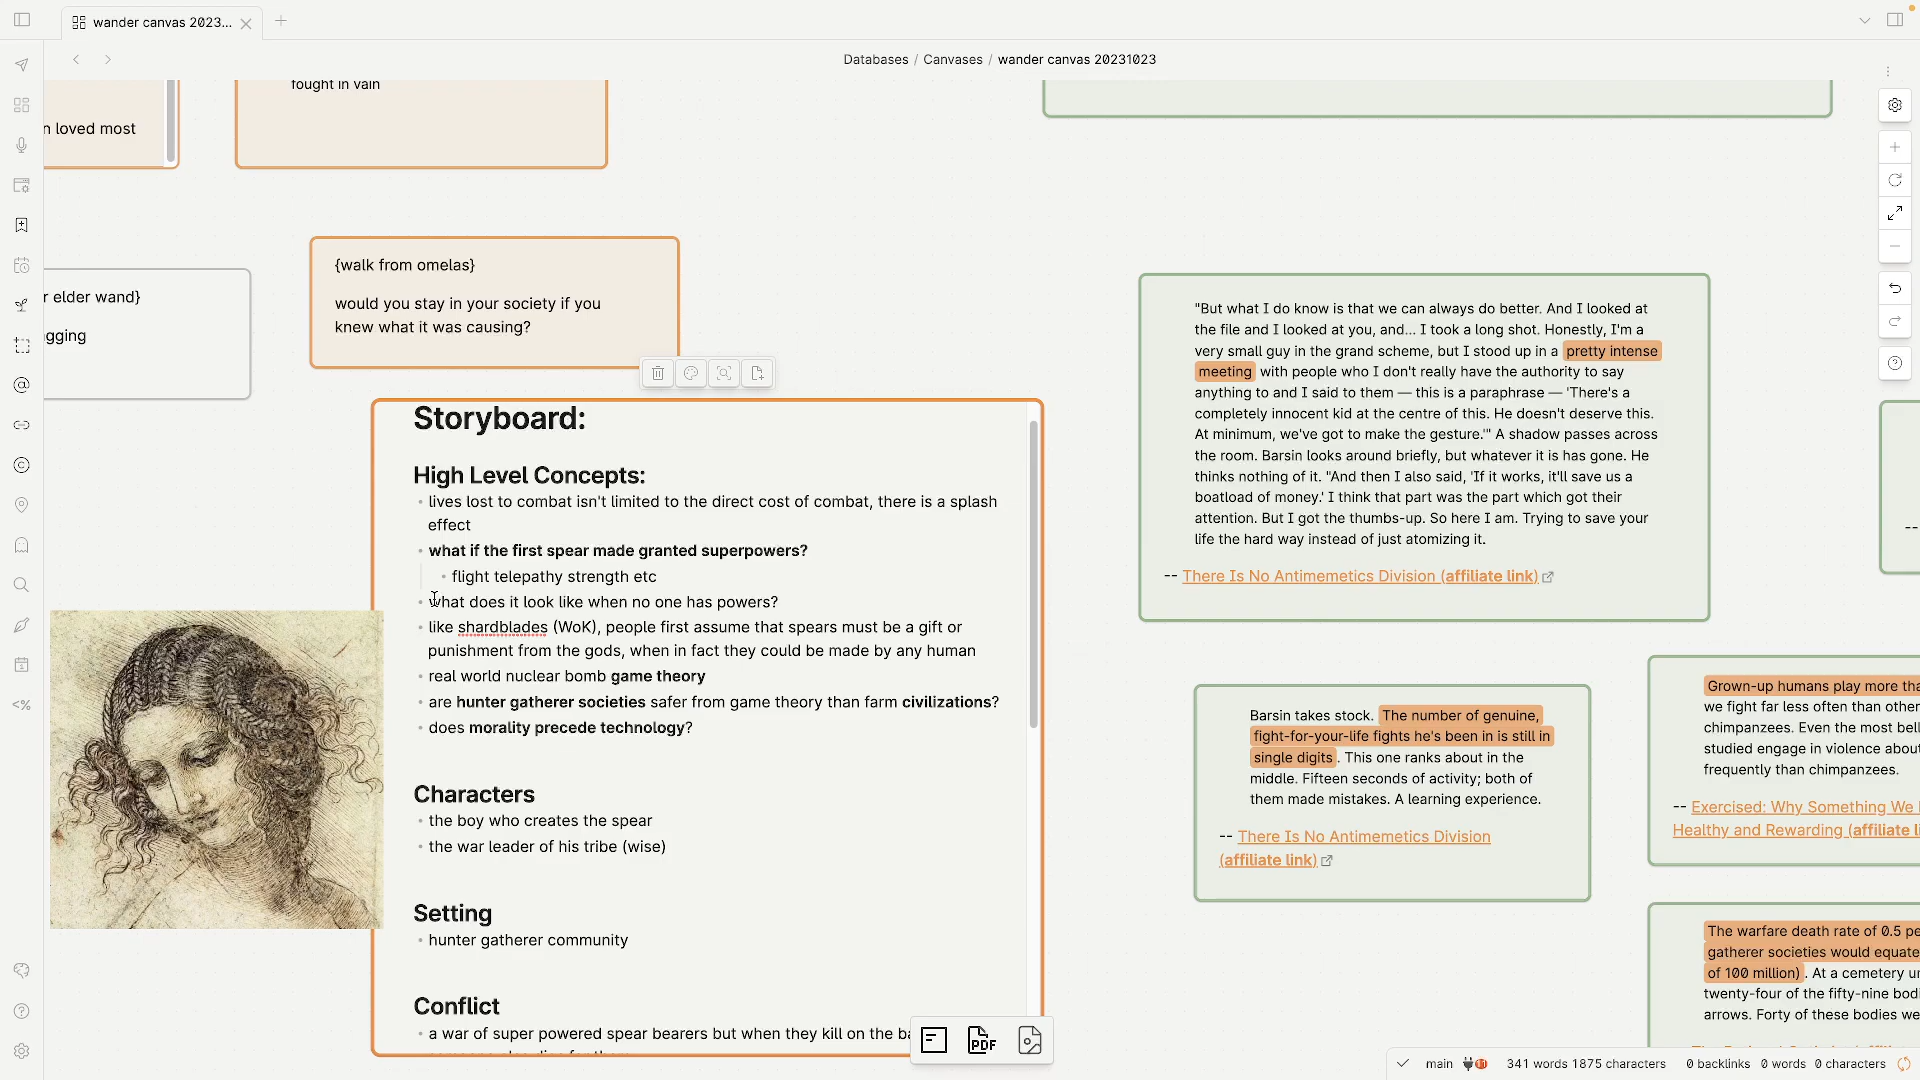 wander canvas 2023...
Databases / Canvases / wander canvas 20231023
fought in vain
n loved most
r elder wand}
gging
{walk from omelas}
would you stay in your society if you
knew what it was causing?
Storyboard:
High Level Concepts:
• lives lost to combat isn't limited to the direct cost of combat, there is a splash
effect
• what if the first spear made granted superpowers?
• flight telepathy strength etc
• what does it look like when no one has powers?
• like shardblades (WoK), people first assume that spears must be a gift or
punishment from the gods, when in fact they could be made by any human
• real world nuclear bomb game theory
• are hunter gatherer societies safer from game theory than farm civilizations?
• does morality precede technology?
Characters
• the boy who creates the spear
• the war leader of his tribe (wise)
Setting
• hunter gatherer community
Conflict
• a war of super powered spear bearers but when they kill on the ba
"But what I do know is that we can always do better. And I looked at
the file and I looked at you, and... I took a long shot. Honestly, I'm a
very small guy in the grand scheme, but I stood up in a pretty intense
meeting with people who I don't really have the authority to say
anything to and I said to them — this is a paraphrase — 'There's a
completely innocent kid at the centre of this. He doesn't deserve this.
At minimum, we've got to make the gesture.'" A shadow passes across
the room. Barsin looks around briefly, but whatever it is has gone. He
thinks nothing of it. "And then I also said, 'If it works, it'll save us a
boatload of money.' I think that part was the part which got their
attention. But I got the thumbs-up. So here I am. Trying to save your
life the hard way instead of just atomizing it.
-- There Is No Antimemetics Division (affiliate link)
--
Barsin takes stock. The number of genuine,
fight-for-your-life fights he's been in is still in
single digits. This one ranks about in the
middle. Fifteen seconds of activity; both of
them made mistakes. A learning experience.
-- There Is No Antimemetics Division
(affiliate link)
Grown-up humans play more tha
we fight far less often than other
chimpanzees. Even the most bell
studied engage in violence abou
frequently than chimpanzees.
-- Exercised: Why Something We
Healthy and Rewarding (affiliate li
The warfare death rate of 0.5 pe
gatherer societies would equate
of 100 million). At a cemetery u
twenty-four of the fifty-nine bodi
arrows. Forty of these bodies we
PDF
main
341 words 1875 characters
0 backlinks 0 words 0 characters